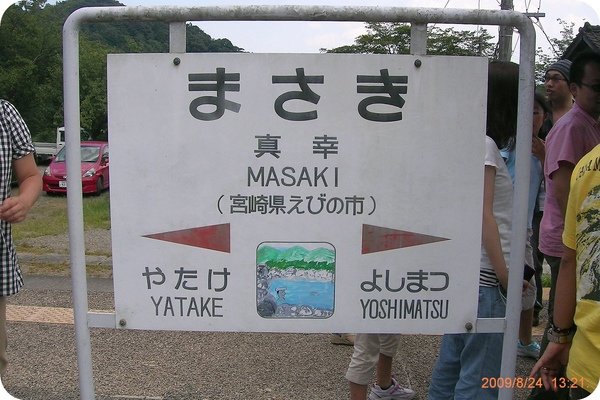 まさき
真幸
MASAKI
(宮崎県えびの市)
やたけ
YATAKE
よしまつ
YOSHIMATSU
2009/8/24 13:21